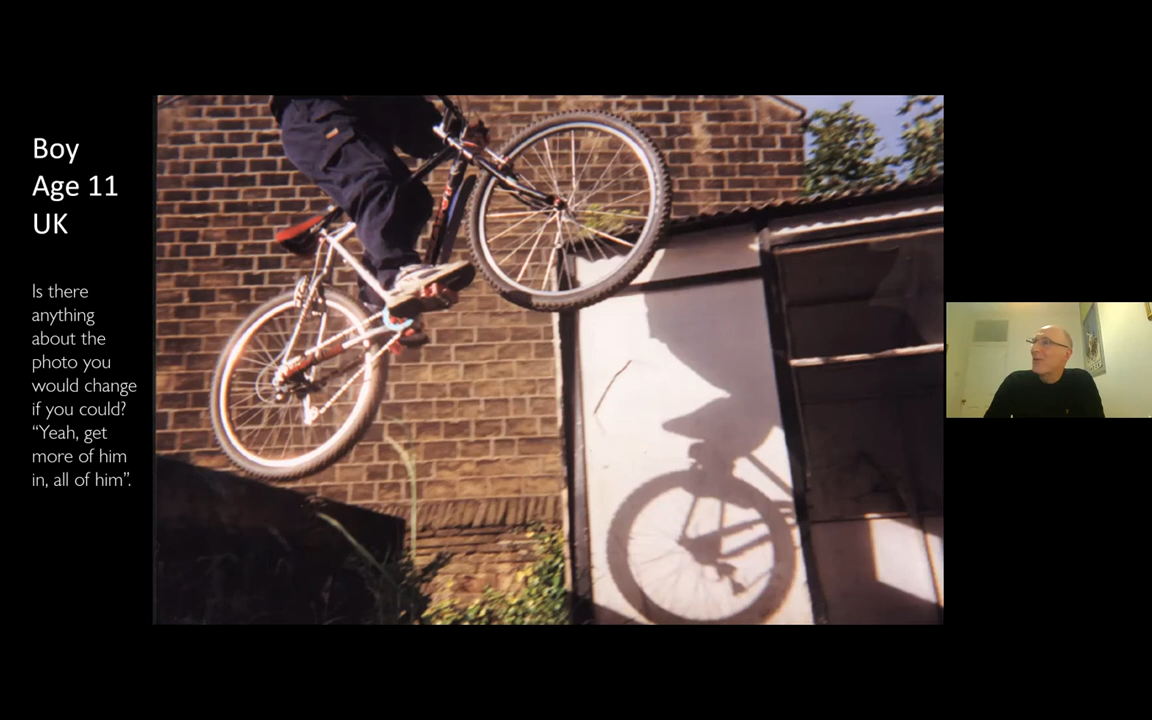 Boy
Age 11
UK
Is there
anything
about the
photo you
would change
if you could?
“Yeah, get
more of him
in, all of him”.